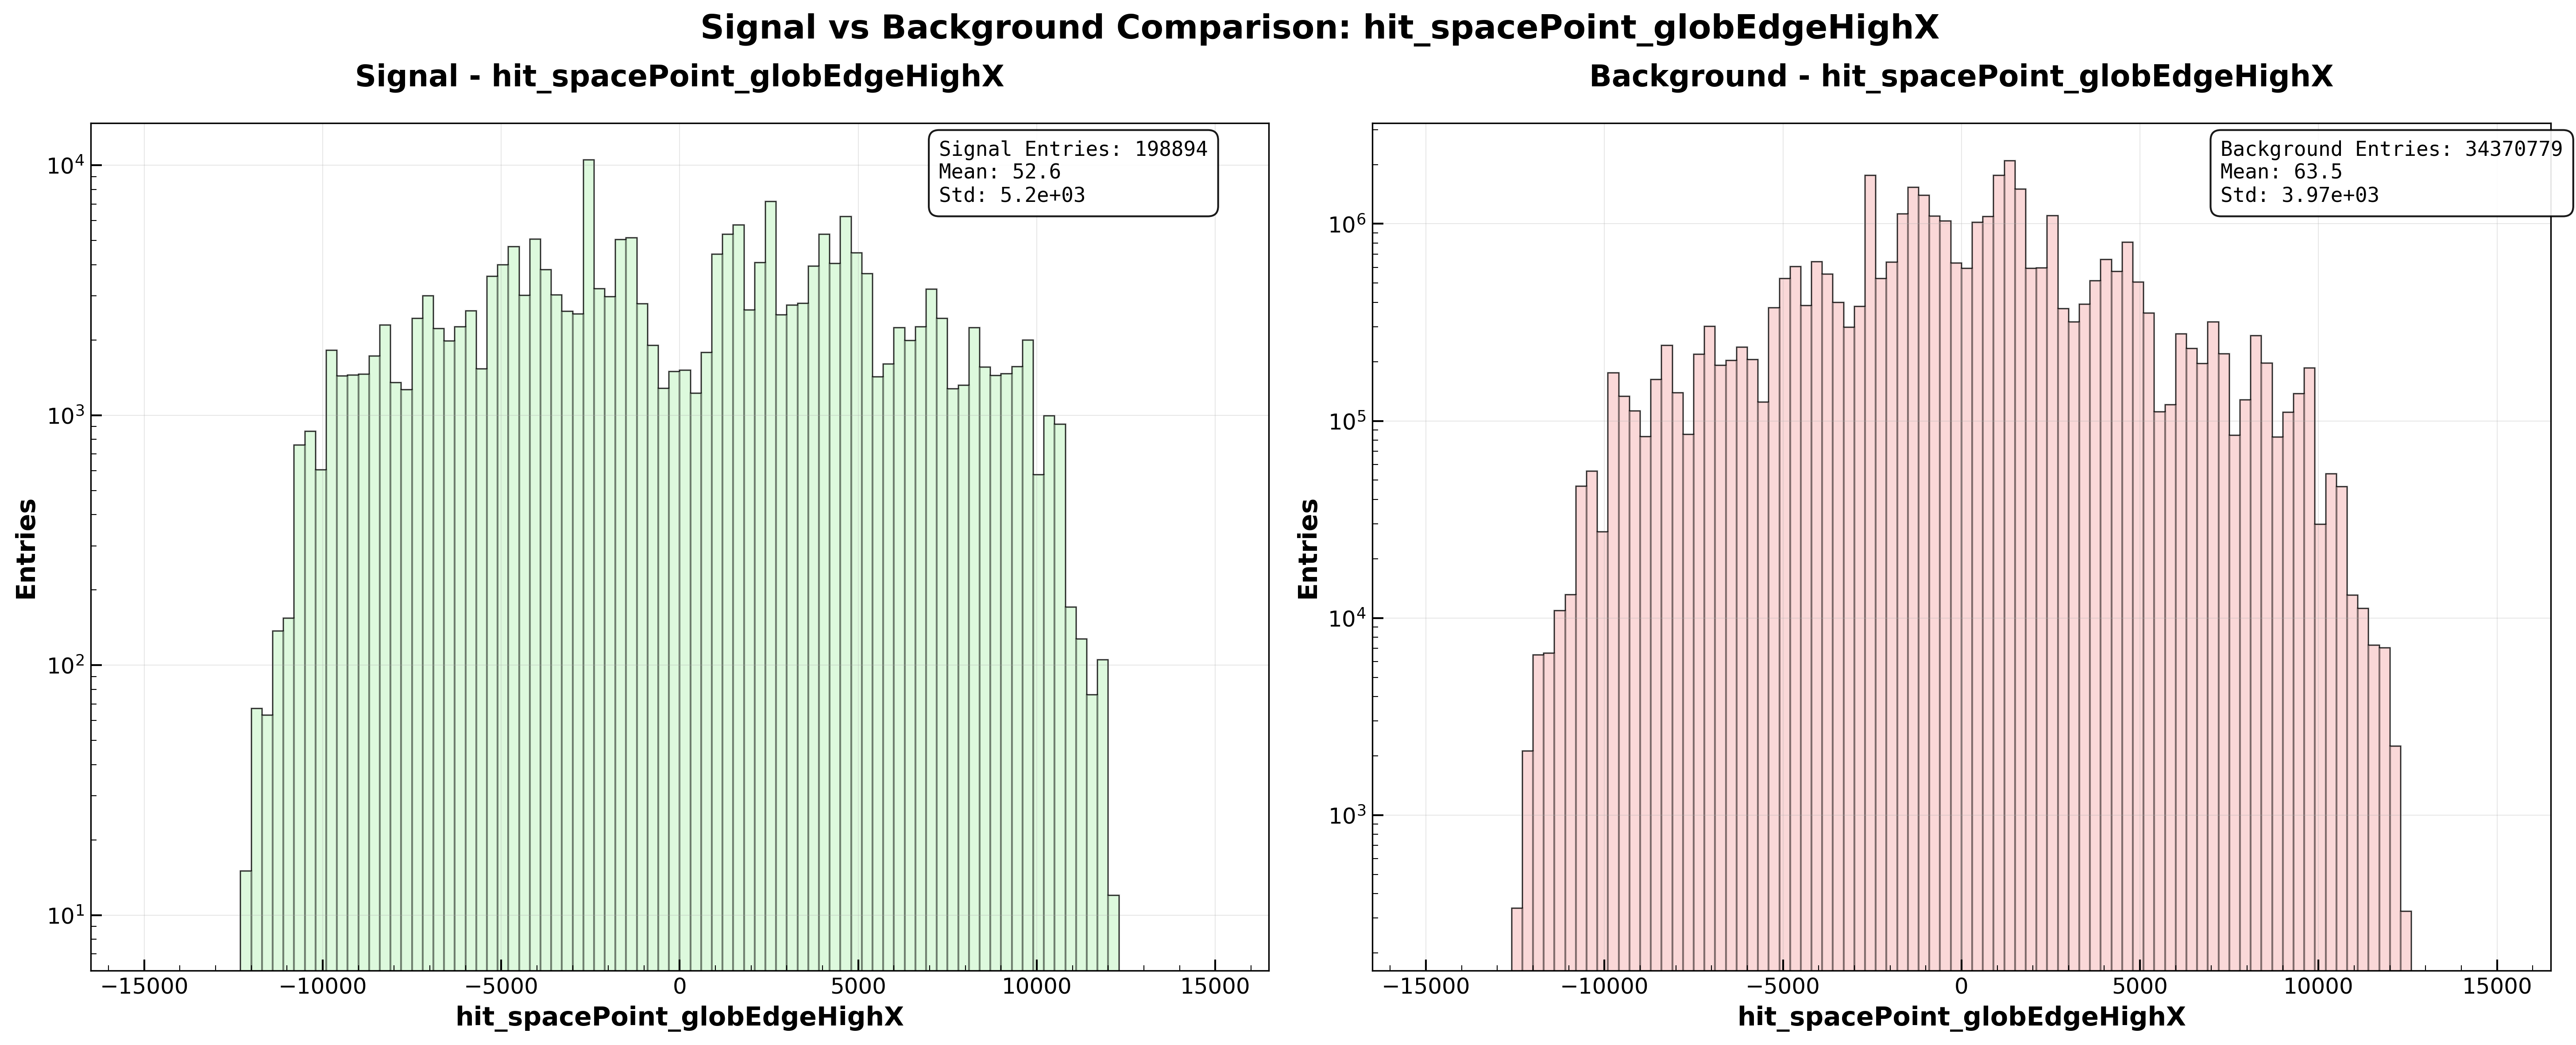 Signal vs Background Comparison: hit_spacePoint_globEdgeHighX
Signal - hit_spacePoint_globEdgeHighX
Signal Entries: 198894
Mean: 52.6
Std: 5.2e+03
10^4
10^3
10^2
10^1
Entries
−15000 −10000 −5000 0 5000 10000 15000
hit_spacePoint_globEdgeHighX
Background - hit_spacePoint_globEdgeHighX
Background Entries: 34370779
Mean: 63.5
Std: 3.97e+03
10^6
10^5
10^4
10^3
Entries
−15000 −10000 −5000 0 5000 10000 15000
hit_spacePoint_globEdgeHighX